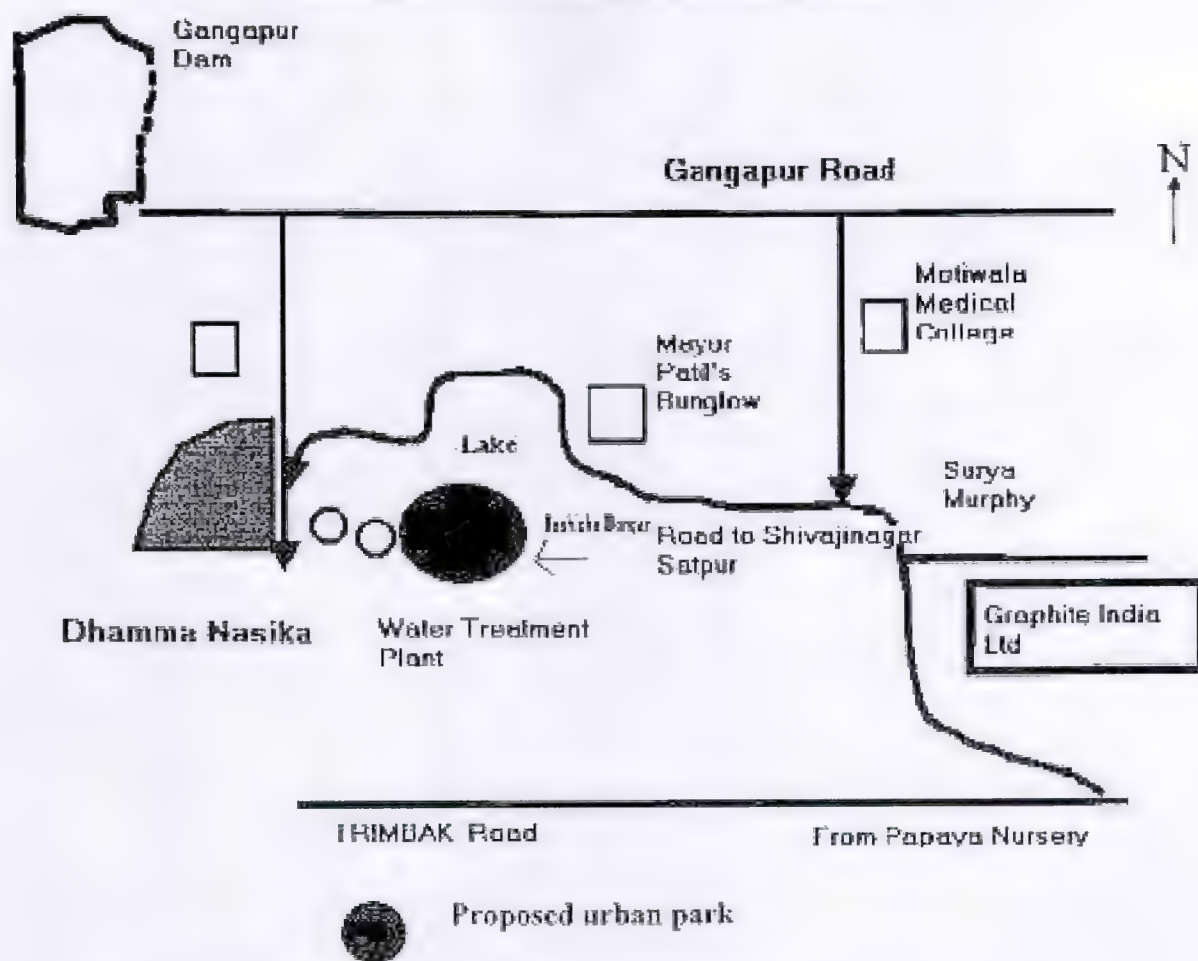 Gangapur
Dam
Gangapur Road
N
Motiwala
Medical
College
Mayur
Patil's
Bunglow
Lake
Surya
Murphy
Road to Shivajinagar
Satpur
Graphite India
Ltd
Dhamma Nasika
Water Treatment
Plant
TRIMBAK Road
From Papaya Nursery
Proposed urban park